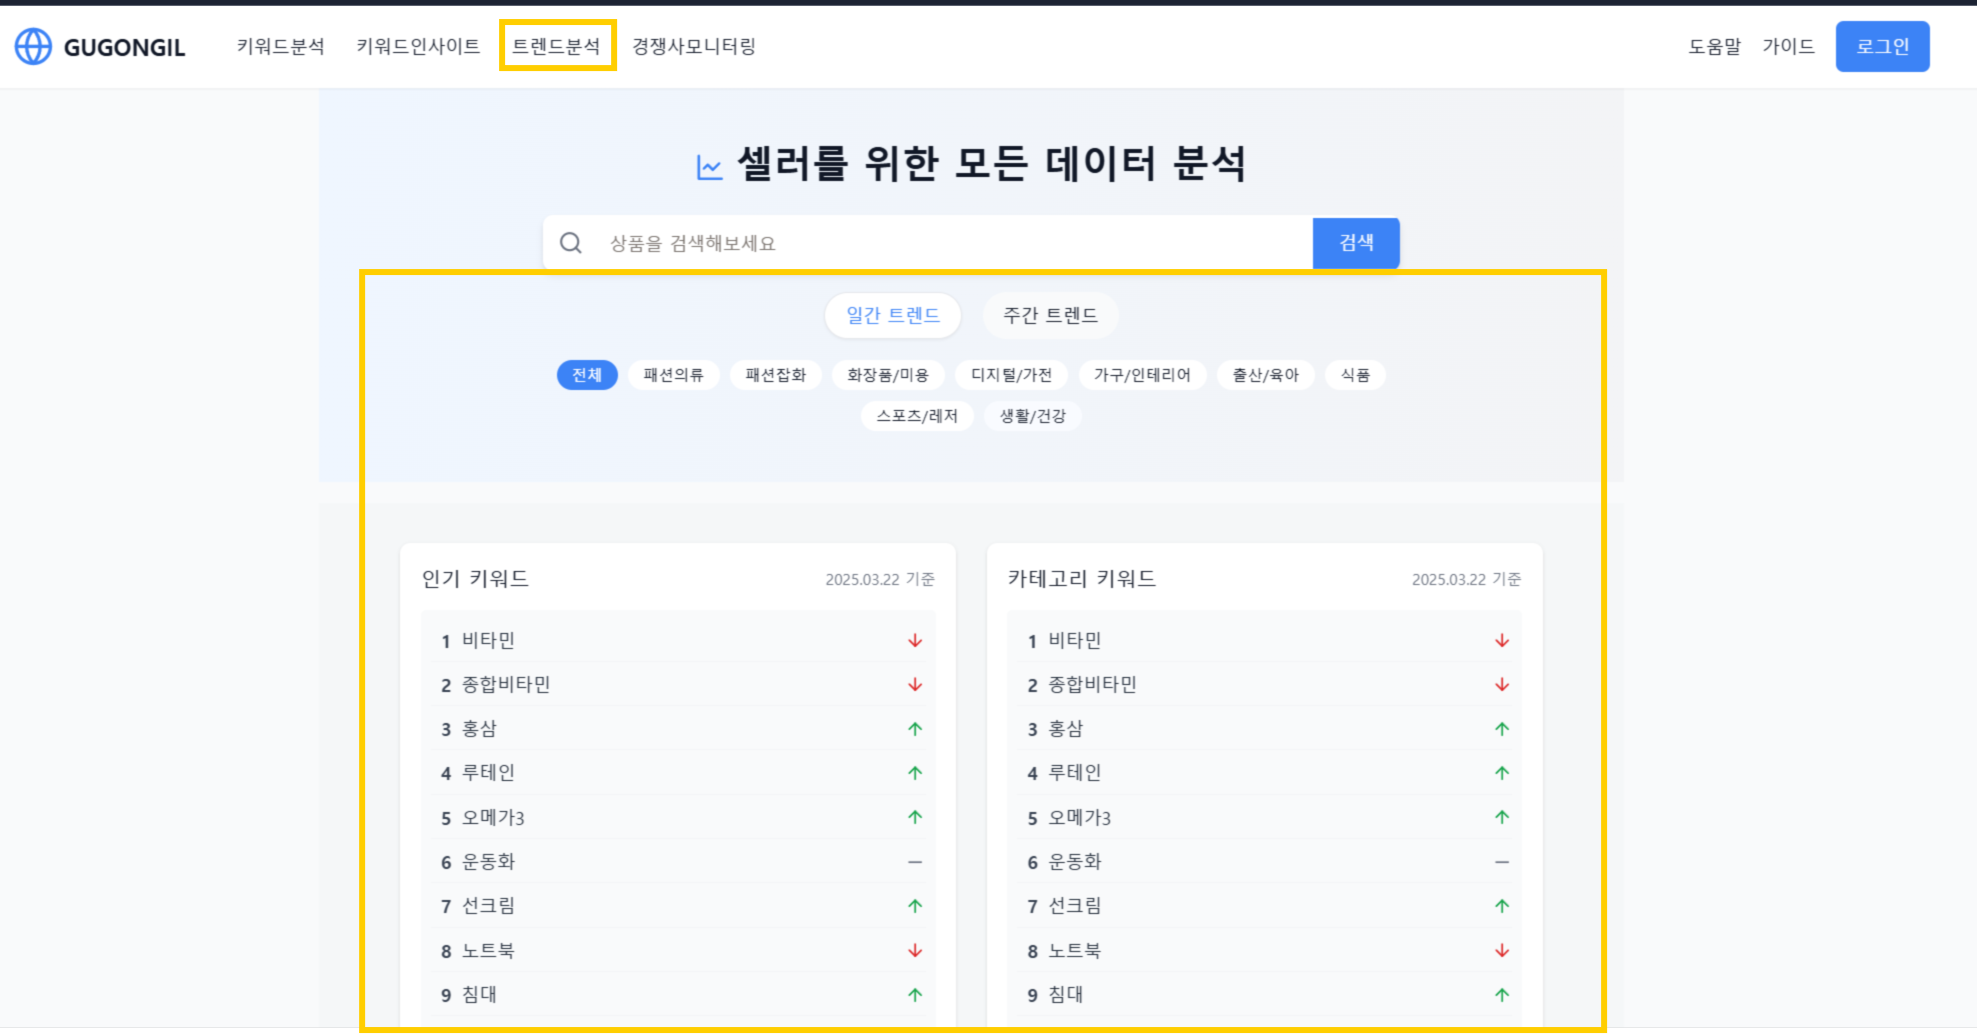 GUGONGIL 키워드분석 키워드인사이트 트렌드분석 경쟁사모니터링 도움말 가이드 로그인
셀러를 위한 모든 데이터 분석
상품을 검색해보세요 검색
일간 트렌드 주간 트렌드
전체 패션의류 패션잡화 화장품/미용 디지털/가전 가구/인테리어 출산/육아 식품
스포츠/레저 생활/건강
인기 키워드 2025.03.22 기준
1 비타민
2 종합비타민
3 홍삼
4 루테인
5 오메가3
6 운동화
7 선크림
8 노트북
9 침대
카테고리 키워드 2025.03.22 기준
1 비타민
2 종합비타민
3 홍삼
4 루테인
5 오메가3
6 운동화
7 선크림
8 노트북
9 침대